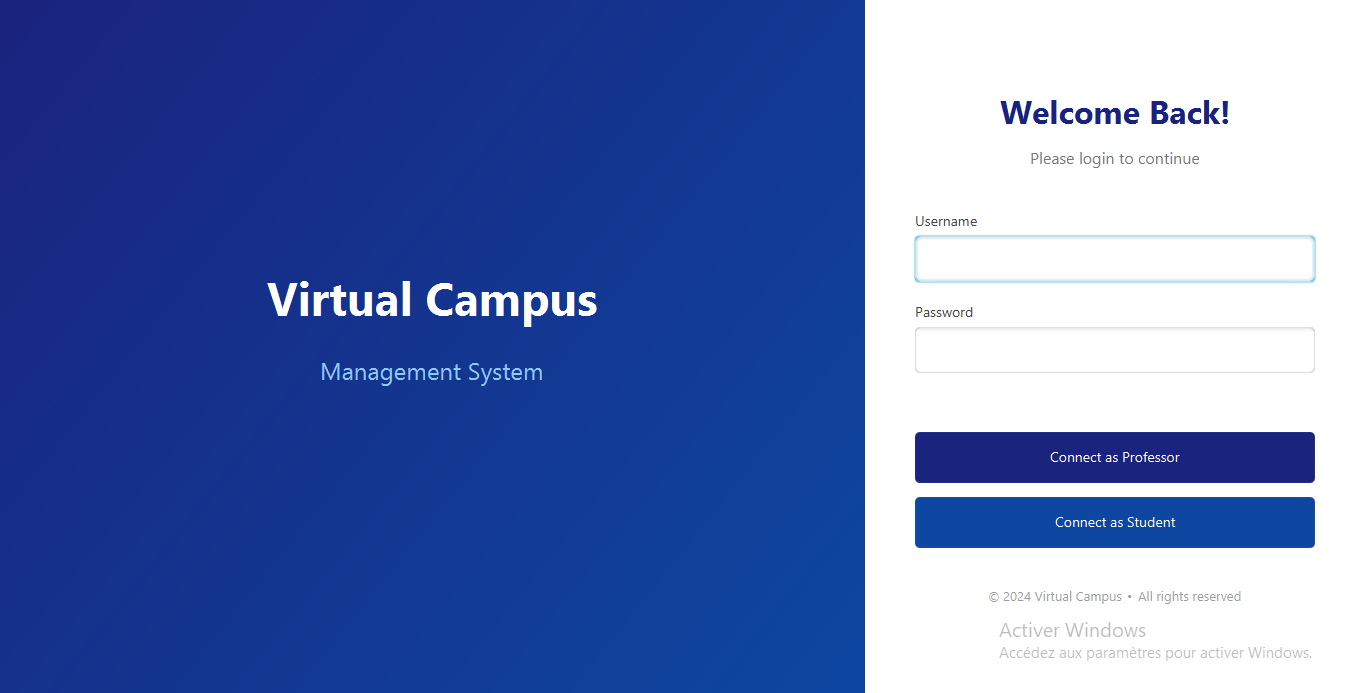 Virtual Campus
Management System
Welcome Back!
Please login to continue
Username
Password
Connect as Professor
Connect as Student
© 2024 Virtual Campus • All rights reserved
Activer Windows
Accédez aux paramètres pour activer Windows.